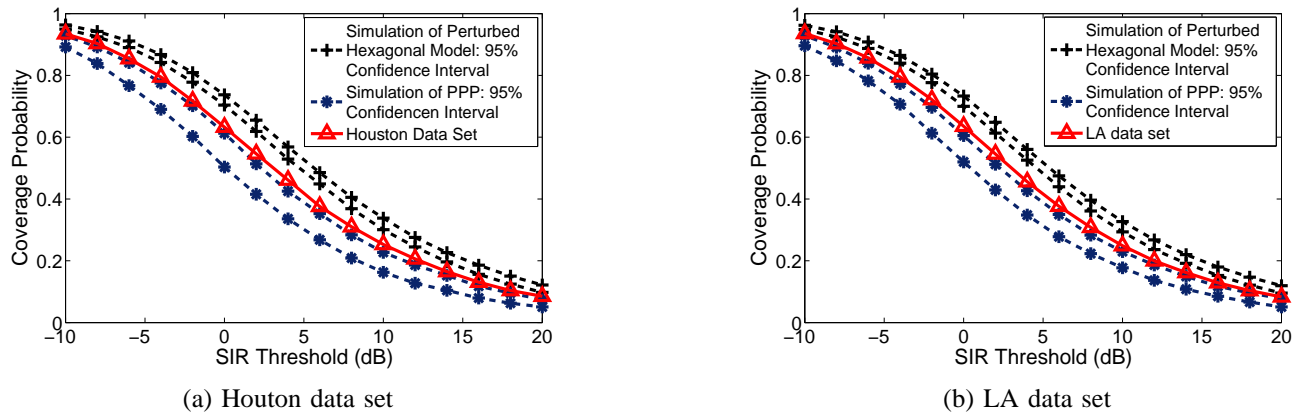 1
0.8
0.6
0.4
0.2
0
Coverage Probability
−10
−5
0
5
10
15
20
SIR Threshold (dB)
Simulation of Perturbed
Hexagonal Model: 95%
Confidence Interval
Simulation of PPP: 95%
Confidencen Interval
Houston Data Set
(a) Houton data set
1
0.8
0.6
0.4
0.2
0
Coverage Probability
−10
−5
0
5
10
15
20
SIR Threshold (dB)
Simulation of Perturbed
Hexagonal Model: 95%
Confidence Interval
Simulation of PPP: 95%
Confidence Interval
LA data set
(b) LA data set